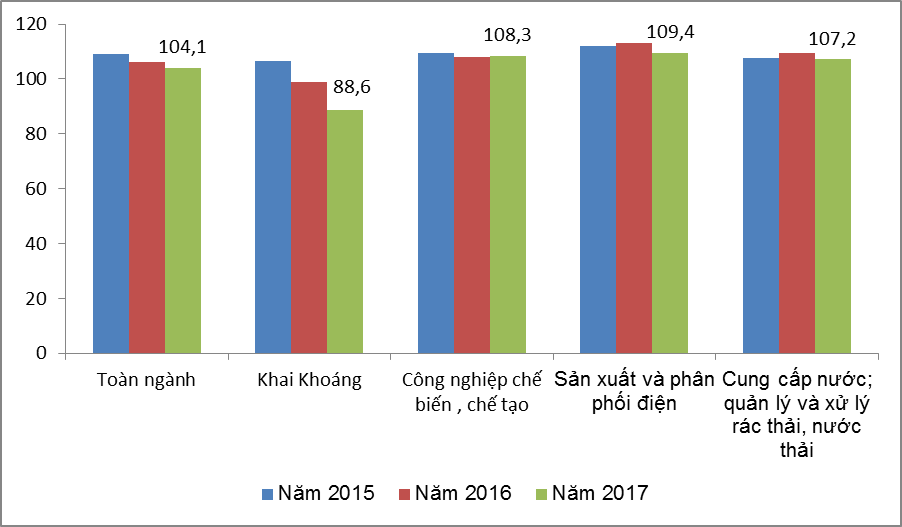 120
100
80
60
40
20
0
104,1
88,6
108,3
109,4
107,2
Toàn ngành
Khai Khoáng
Công nghiệp chế
biến , chế tạo
Sản xuất và phân
phối điện
Cung cấp nước;
quản lý và xử lý
rác thải, nước
thải
Năm 2015
Năm 2016
Năm 2017